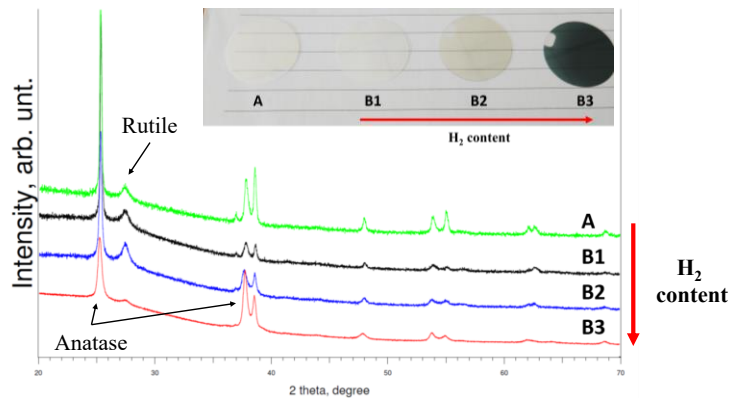 A B1 B2 B3
H2 content
Rutile
Intensity, arb. unt.
A
B1
B2
B3
H2
content
Anatase
20 30 40 50 60 70
2 theta, degree